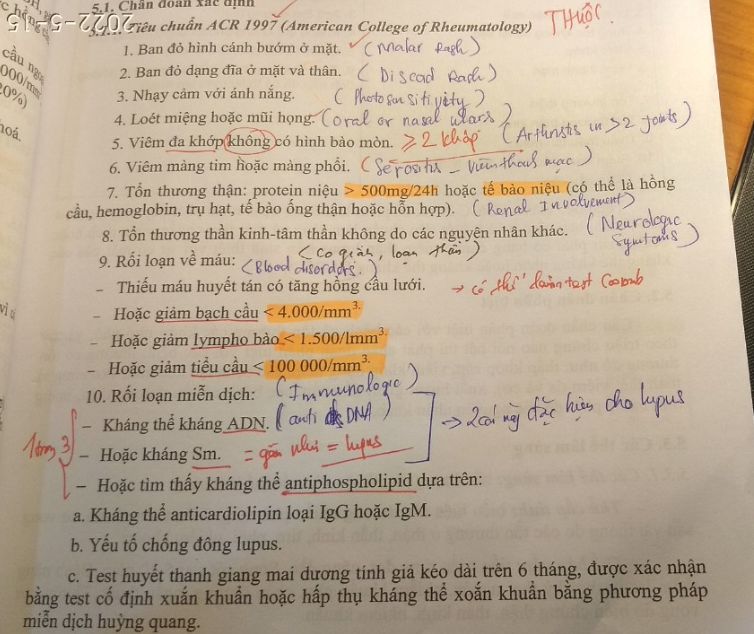 5.1. Chẩn đoán xác định
Tiêu chuẩn ACR 1997 (American College of Rheumatology) THUỘC.
2022-5-15
1. Ban đỏ hình cánh bướm ở mặt. (Malar Rash)
2. Ban đỏ dạng đĩa ở mặt và thân. (Discoid Rash)
3. Nhạy cảm với ánh nắng. (Photosensitivity)
4. Loét miệng hoặc mũi họng. (oral or nasal ulcers)
5. Viêm đa khớp không có hình bào mòn. ≥2 khớp (Arthritis in >2 joints)
6. Viêm màng tim hoặc màng phổi. (Serositis - Viêm thanh mạc)
7. Tổn thương thận: protein niệu > 500mg/24h hoặc tế bào niệu (có thể là hồng
cầu, hemoglobin, trụ hạt, tế bào ống thận hoặc hỗn hợp). (Renal Involvement)
8. Tổn thương thần kinh-tâm thần không do các nguyên nhân khác. (Neurologic
Symptoms)
(co giật, loạn thần)
9. Rối loạn về máu: (Blood disorders.)
– Thiếu máu huyết tán có tăng hồng cầu lưới. → có thể làm test Coomb
– Hoặc giảm bạch cầu < 4.000/mm³.
– Hoặc giảm lympho bào < 1.500/lmm³.
– Hoặc giảm tiểu cầu < 100 000/mm³.
10. Rối loạn miễn dịch: (Immunologic)
– Kháng thể kháng ADN. (anti ds DNA) → 2 cái này đặc hiệu cho lupus
1 trong 3
– Hoặc kháng Sm. = gần như = lupus
– Hoặc tìm thấy kháng thể antiphospholipid dựa trên:
a. Kháng thể anticardiolipin loại IgG hoặc IgM.
b. Yếu tố chống đông lupus.
c. Test huyết thanh giang mai dương tính giả kéo dài trên 6 tháng, được xác nhận
bằng test cố định xuắn khuẩn hoặc hấp thụ kháng thể xoắn khuẩn bằng phương pháp
miễn dịch huỳnh quang.